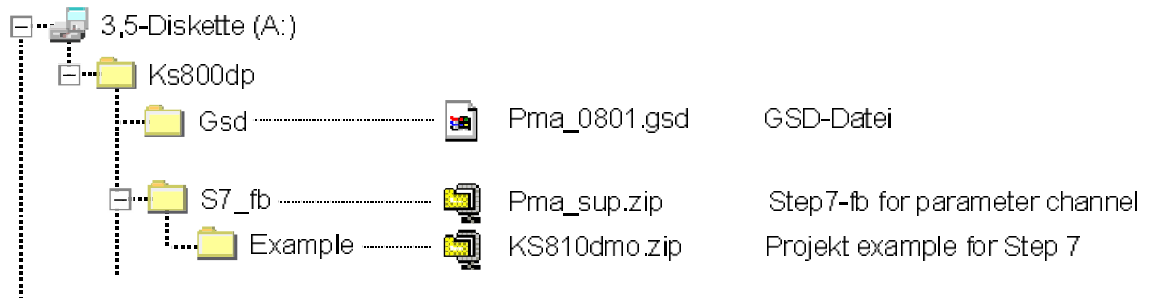 3,5-Diskette (A:)
Ks800dp
Gsd Pma_0801.gsd GSD-Datei
S7_fb Pma_sup.zip Step7-fb for parameter channel
Example KS810dmo.zip Projekt example for Step 7